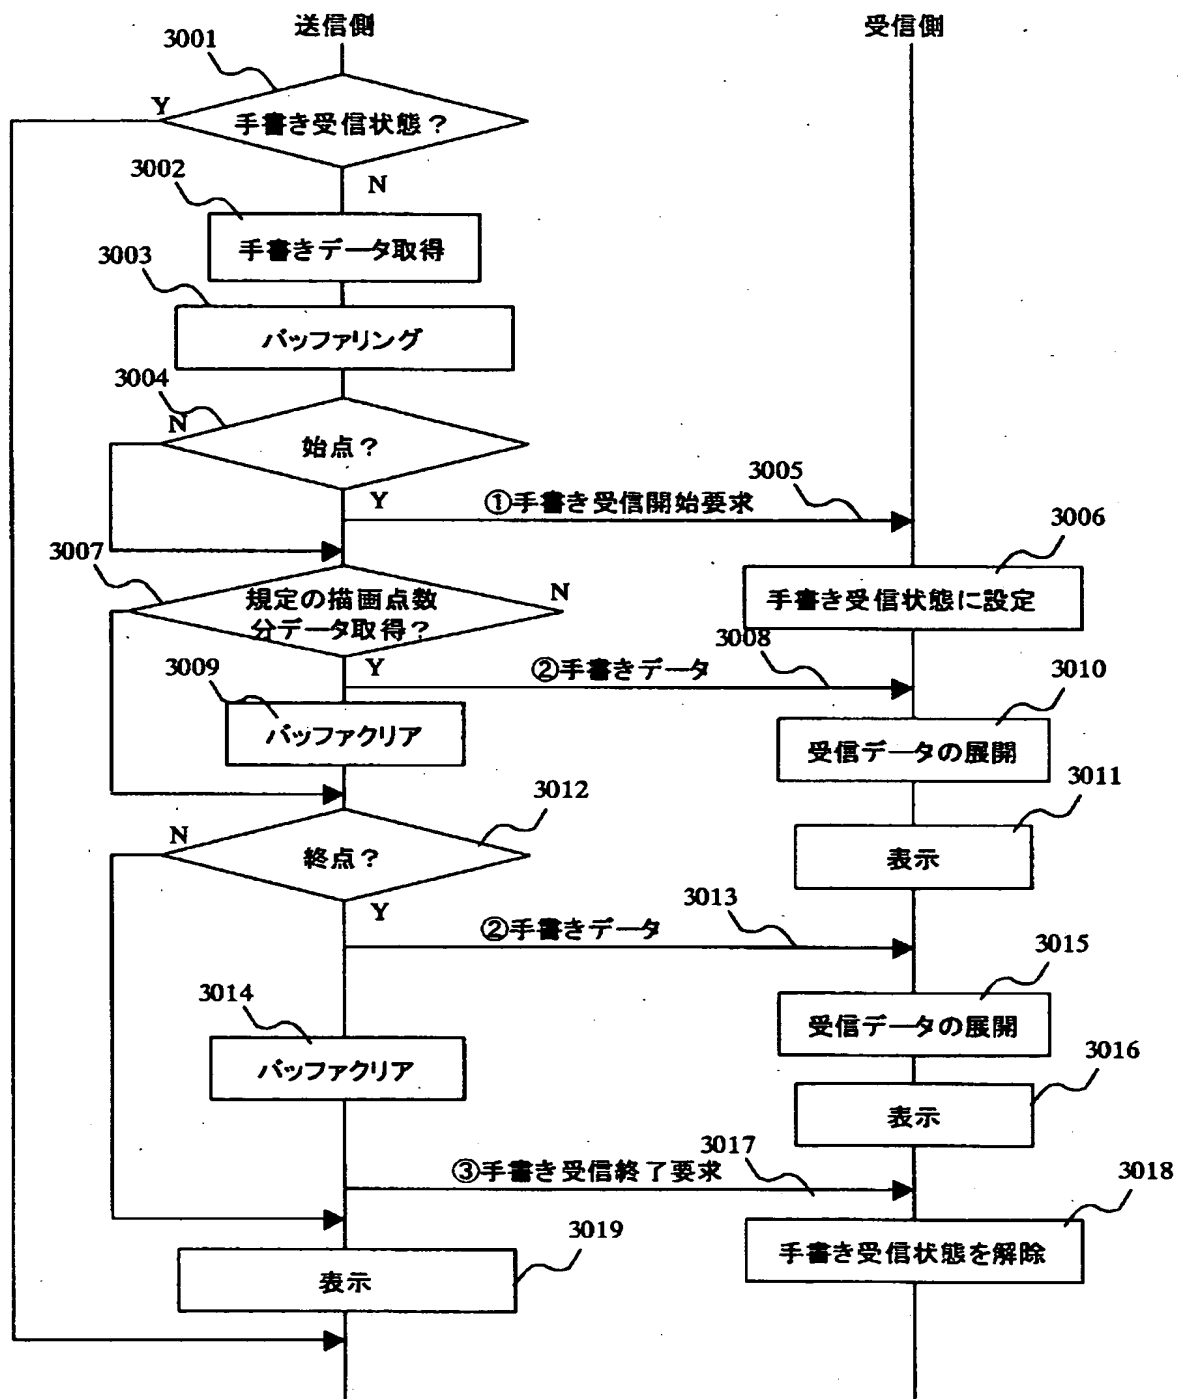 送信側
受信側
3001
Y
手書き受信状態？
N
3002
手書きデータ取得
3003
バッファリング
3004
N
始点？
Y
①手書き受信開始要求
3005
3006
手書き受信状態に設定
3007
規定の描画点数
分データ取得？
N
Y
②手書きデータ
3008
3009
バッファクリア
3010
受信データの展開
3011
表示
3012
N
終点？
Y
②手書きデータ
3013
3014
バッファクリア
3015
受信データの展開
3016
表示
③手書き受信終了要求
3017
3018
手書き受信状態を解除
3019
表示